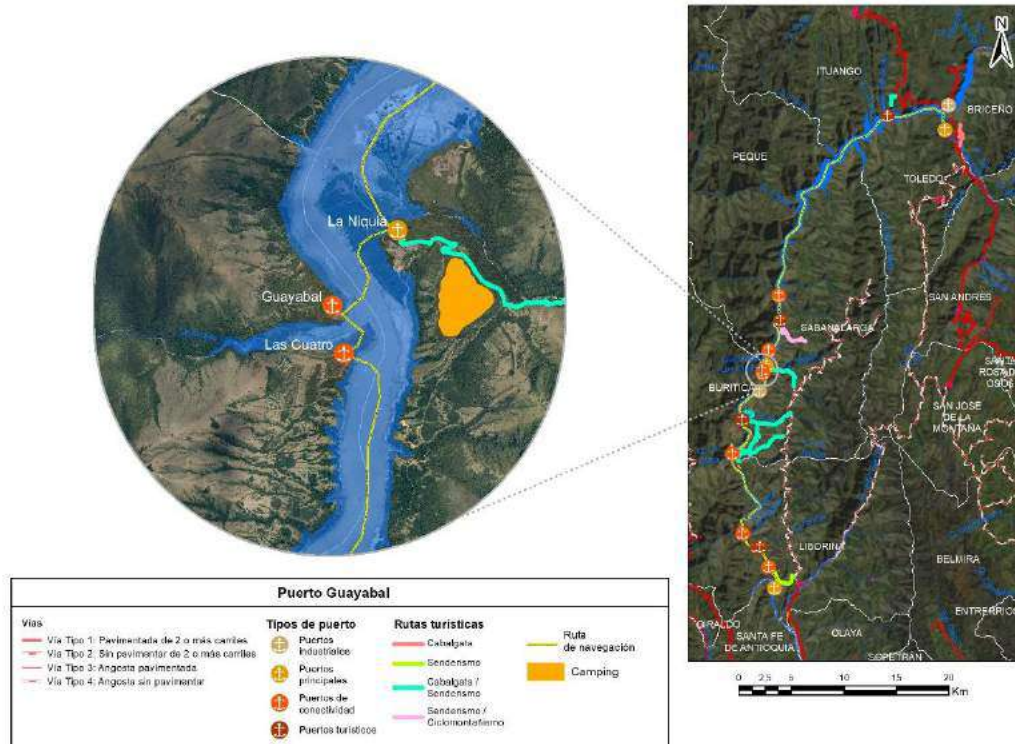 La Niquia
Guayabal
Las Cuatro
N
ITUANGO
BRICEÑO
PEQUE
TOLEDO
SAN ANDRES
SABANALARGA
SANTA
ROSA DE
OSOS
BURITICA
SAN JOSE
DE LA
MONTAÑA
LIBORINA
BELMIRA
ENTRERRIOS
GIRALDO
SANTA FE
DE ANTIOQUIA
OLAYA
SOPETRÁN
0 2.5 5 10 15 20
Km
Puerto Guayabal
Vías
Vía Tipo 1: Pavimentada de 2 o más carriles
Vía Tipo 2: Sin pavimentar de 2 o más carriles
Vía Tipo 3: Angosta pavimentada
Vía Tipo 4: Angosta sin pavimentar
Tipos de puerto
Puertos
industriales
Puertos
principales
Puertos de
conectividad
Puertos turísticos
Rutas turísticas
Cabalgata
Senderismo
Cabalgata /
Senderismo
Senderismo /
Ciclomontañismo
Ruta
de navegación
Camping